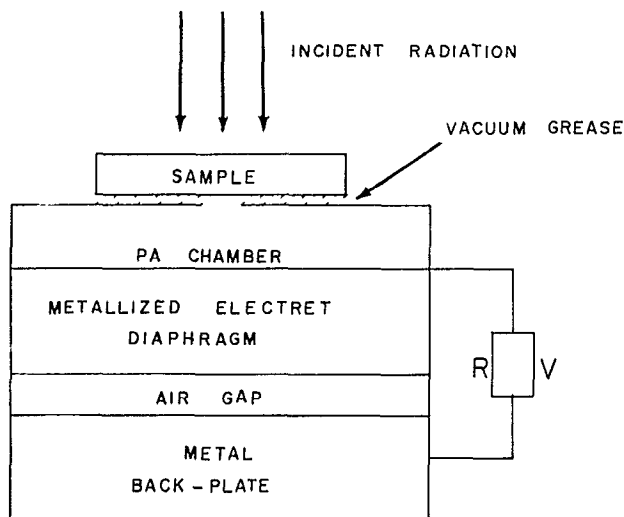 INCIDENT RADIATION
VACUUM GREASE
SAMPLE
PA CHAMBER
METALLIZED ELECTRET
DIAPHRAGM
R V
AIR GAP
METAL
BACK-PLATE